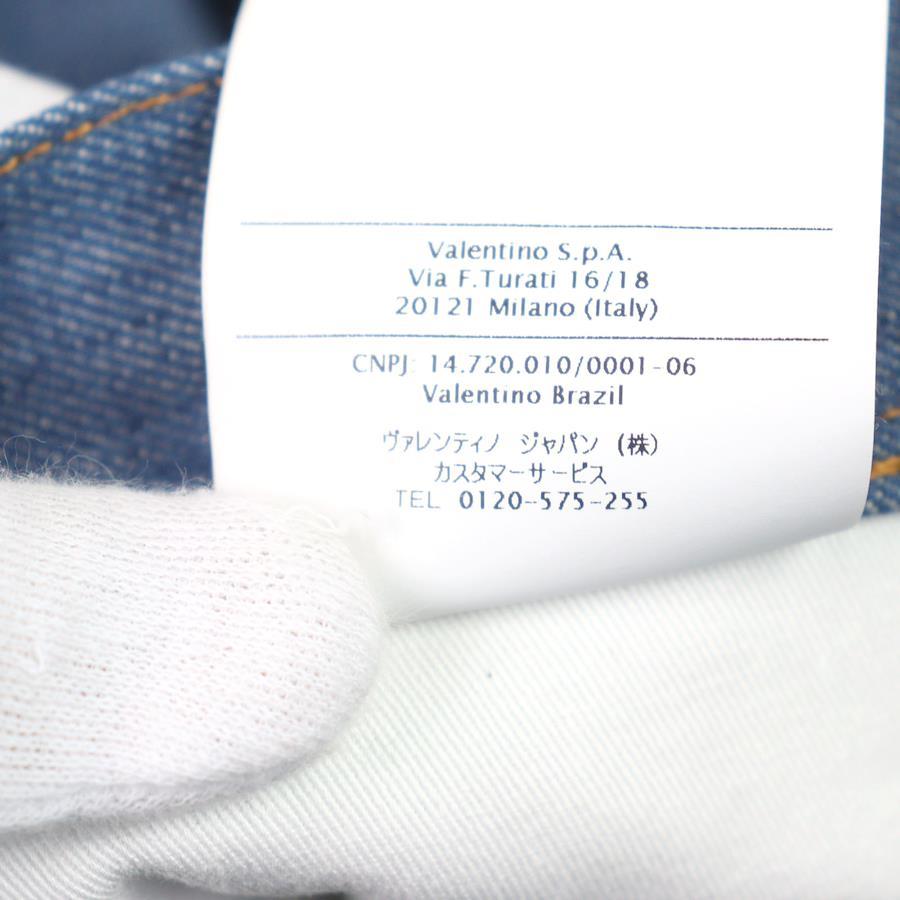 Valentino S.p.A.
Via F.Turati 16/18
20121 Milano (Italy)
CNPJ: 14.720.010/0001-06
Valentino Brazil
ヴァレンティノ ジャパン (株)
カスタマーサービス
TEL 0120-575-255